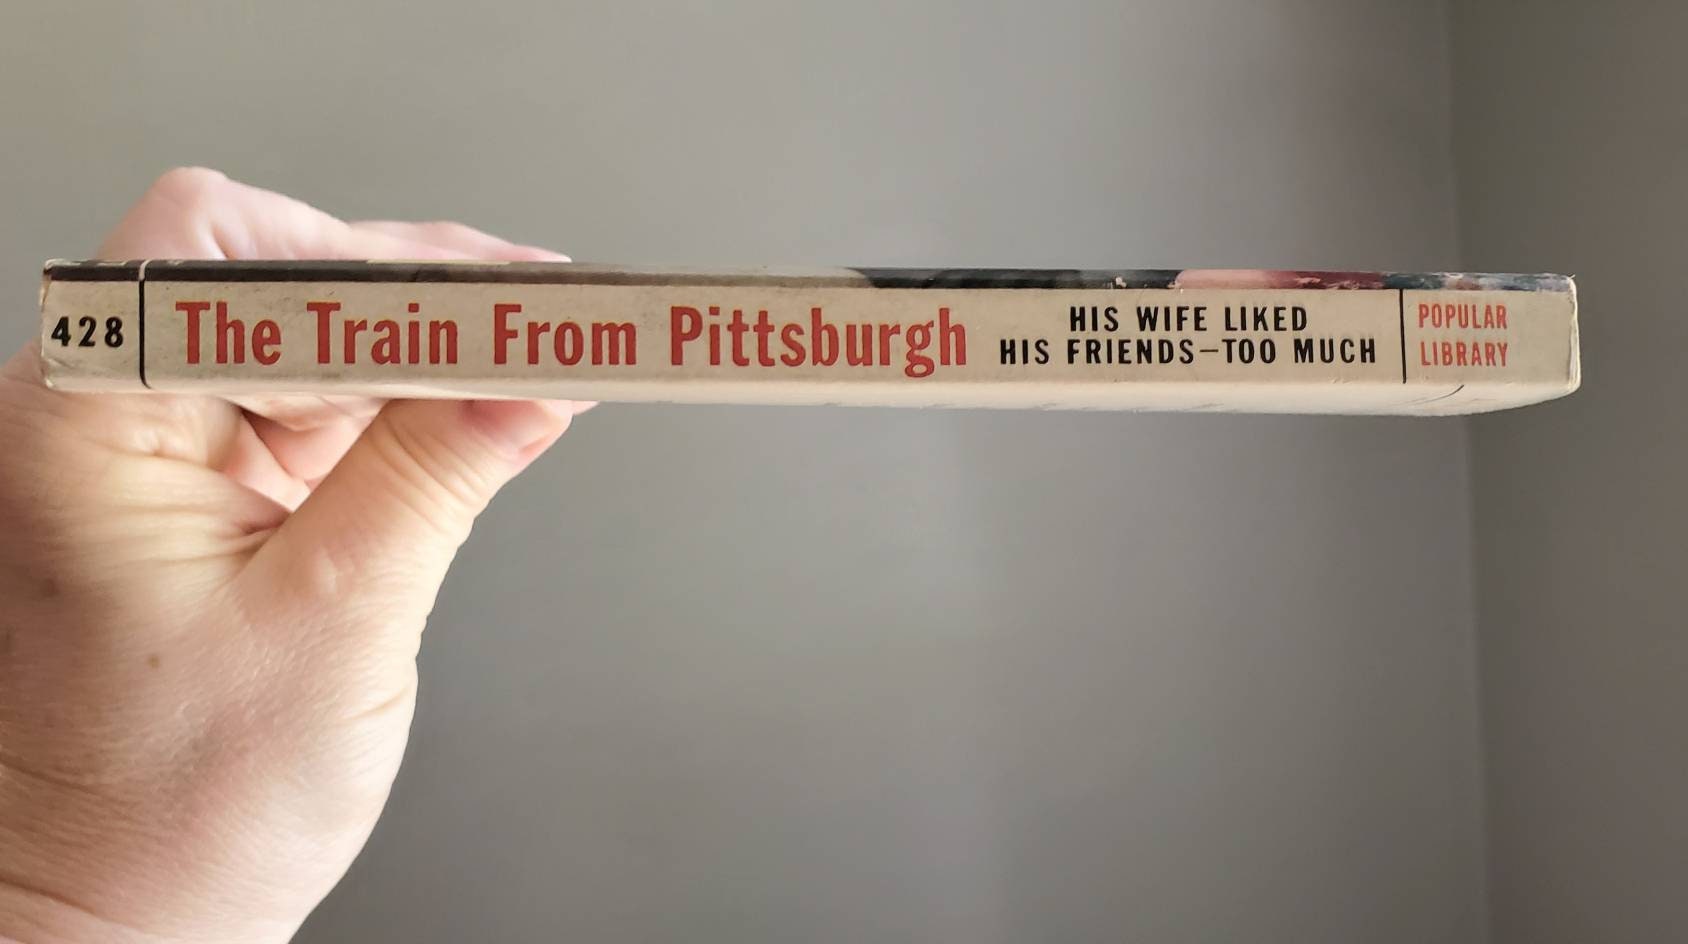 428
The Train From Pittsburgh
HIS WIFE LIKED
HIS FRIENDS—TOO MUCH
POPULAR
LIBRARY